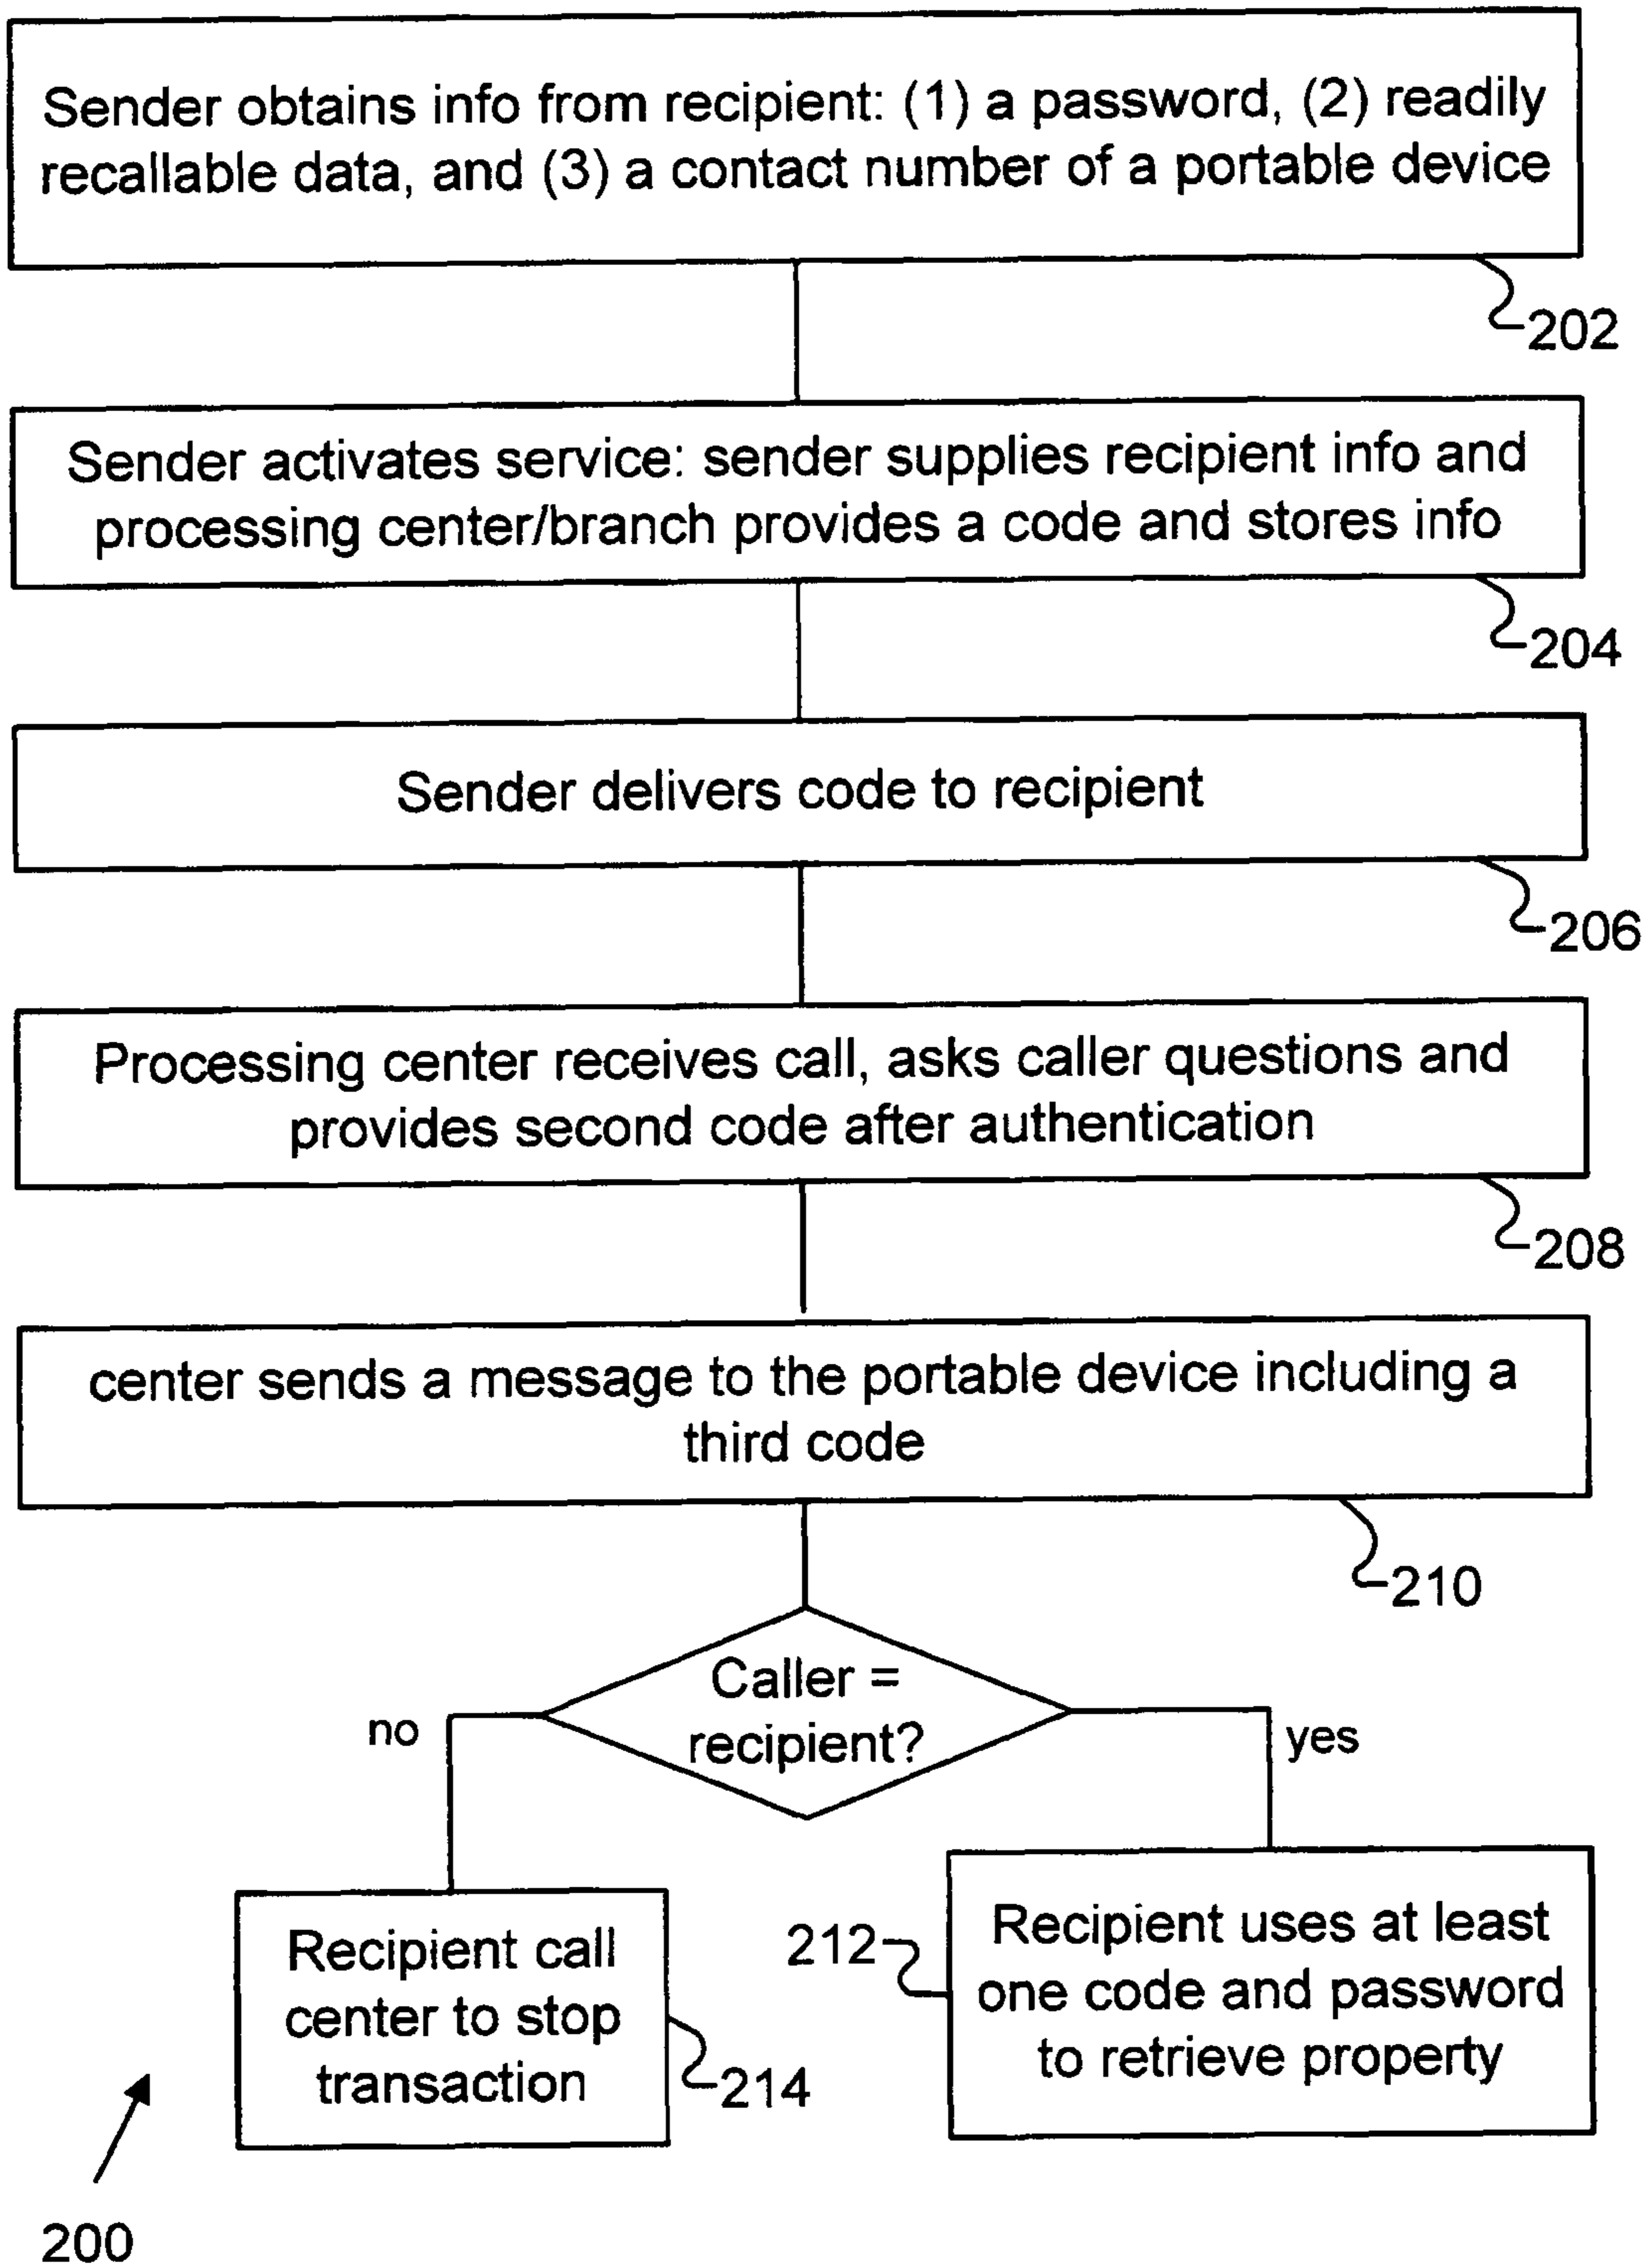 Sender obtains info from recipient: (1) a password, (2) readily
recallable data, and (3) a contact number of a portable device
202
Sender activates service: sender supplies recipient info and
processing center/branch provides a code and stores info
204
Sender delivers code to recipient
206
Processing center receives call, asks caller questions and
provides second code after authentication
208
center sends a message to the portable device including a
third code
210
Caller =
recipient?
no
yes
Recipient call
center to stop
transaction
214
212
Recipient uses at least
one code and password
to retrieve property
200